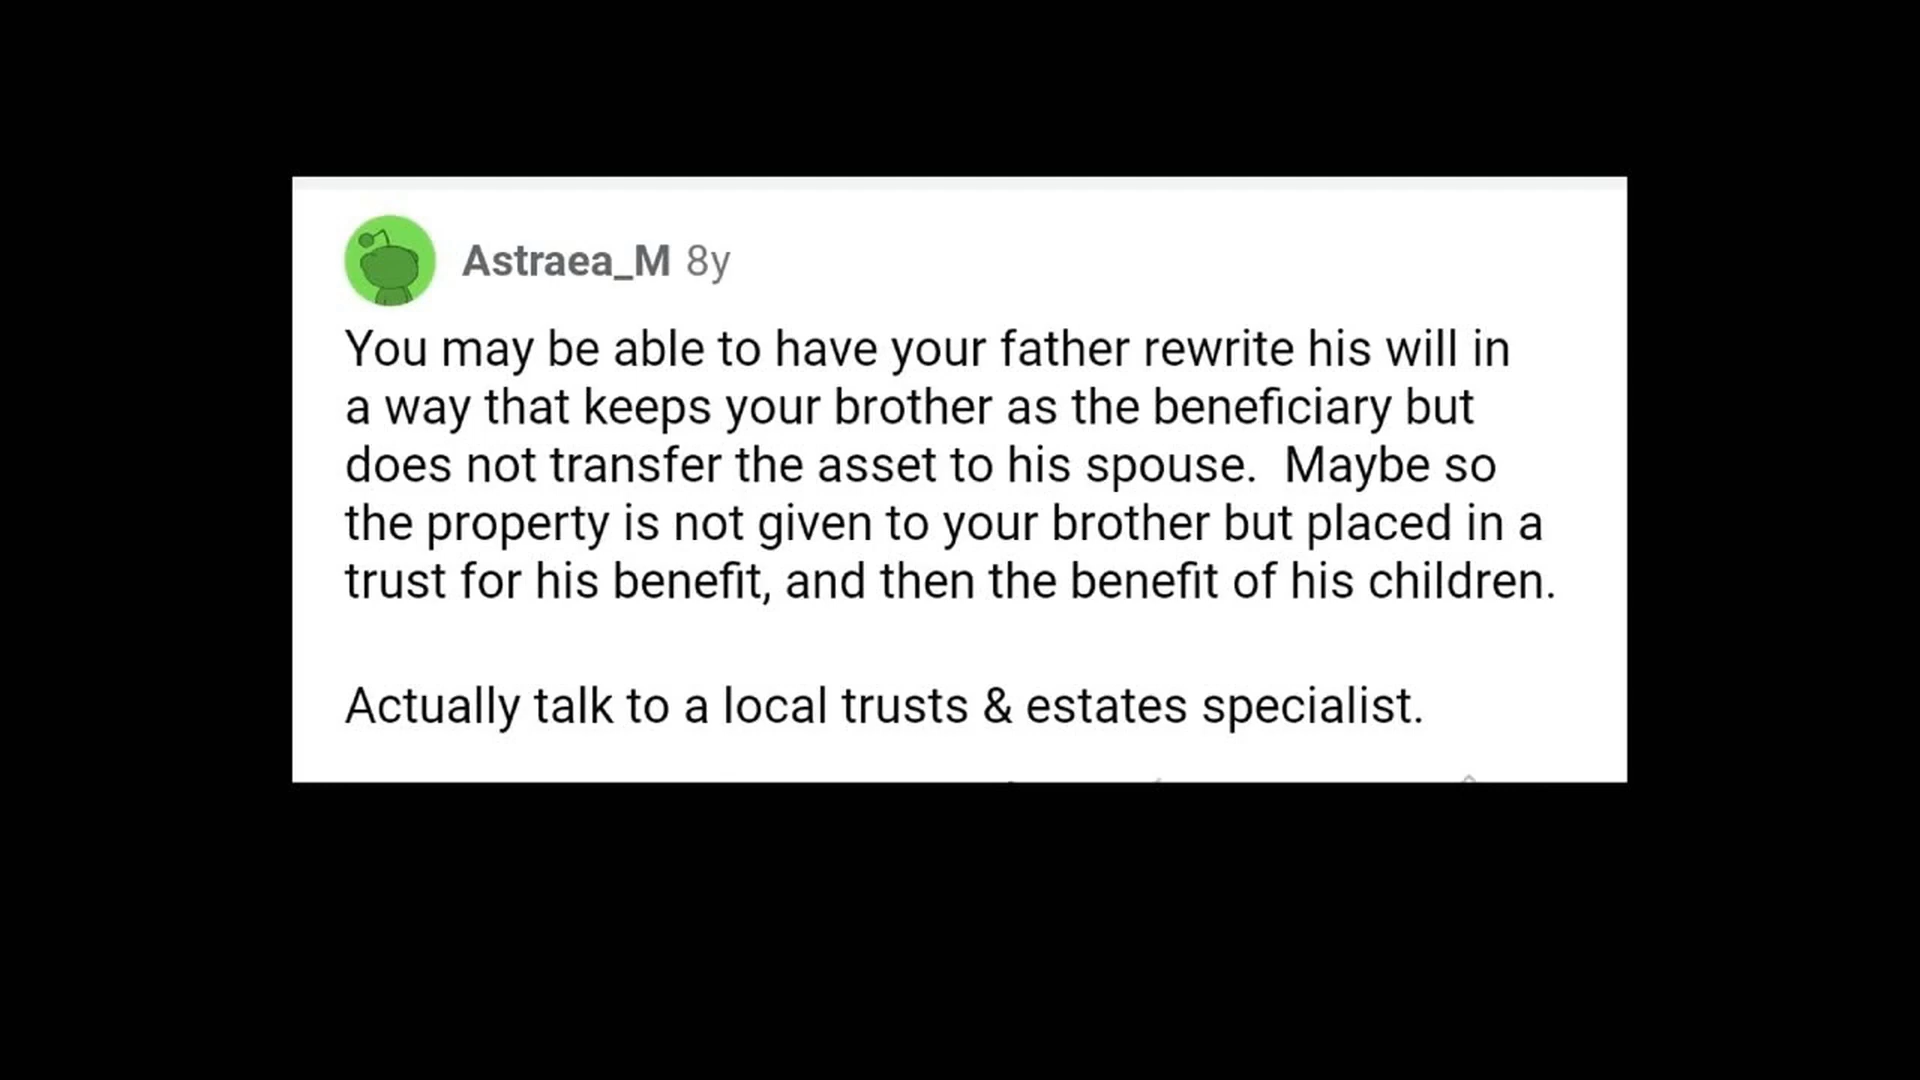 Astraea_M 8y
You may be able to have your father rewrite his will in
a way that keeps your brother as the beneficiary but
does not transfer the asset to his spouse.  Maybe so
the property is not given to your brother but placed in a
trust for his benefit, and then the benefit of his children.
Actually talk to a local trusts & estates specialist.